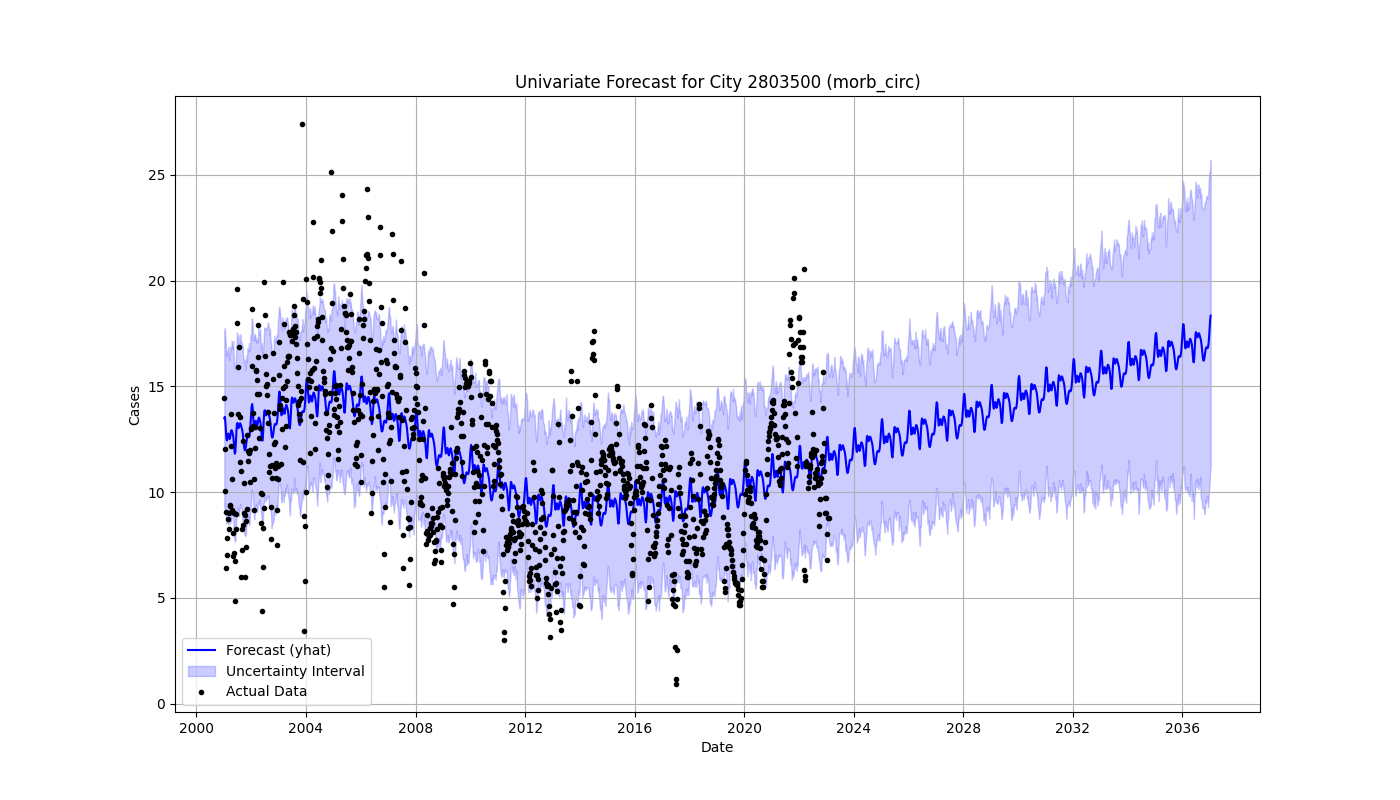 Univariate Forecast for City 2803500 (morb_circ)
Cases
25
20
15
10
5
0
Forecast (yhat)
Uncertainty Interval
Actual Data
2000 2004 2008 2012 2016 2020 2024 2028 2032 2036
Date